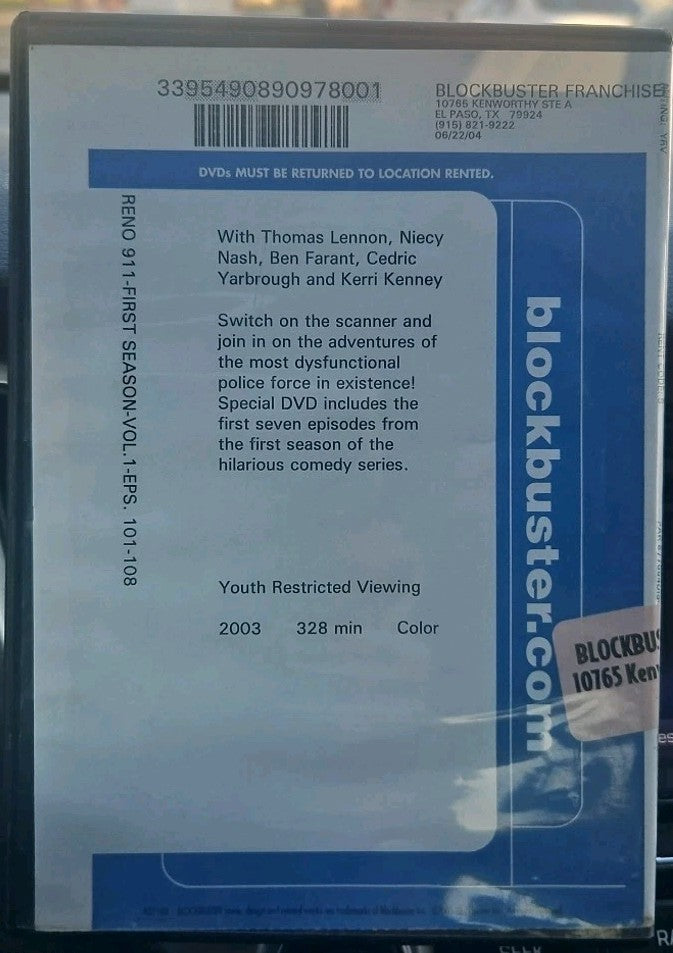 3395490890978001
BLOCKBUSTER FRANCHISE
10765 KENWORTHY STE A
EL PASO, TX 79924
(915) 821-9222
06/22/04
DVDs MUST BE RETURNED TO LOCATION RENTED.
RENO 911-FIRST SEASON-VOL.1-EPS. 101-108
With Thomas Lennon, Niecy
Nash, Ben Farant, Cedric
Yarbrough and Kerri Kenney
Switch on the scanner and
join in on the adventures of
the most dysfunctional
police force in existence!
Special DVD includes the
first seven episodes from
the first season of the
hilarious comedy series.
Youth Restricted Viewing
2003 328 min Color
blockbuster.com
BLOCKBUS
10765 Ken